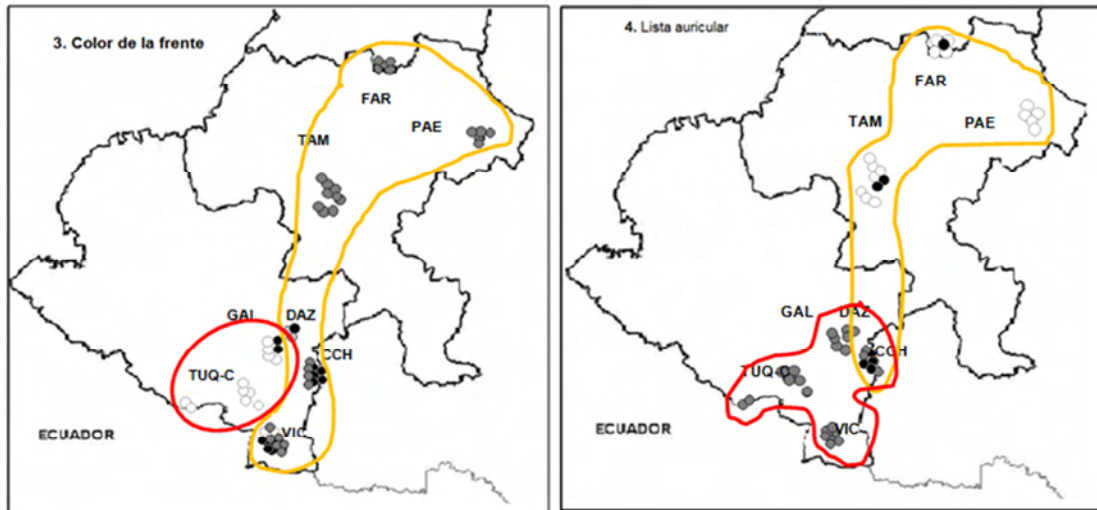 3. Color de la frente
FAR
TAM
PAE
GAL
DAZ
CCH
TUQ-C
VIC
ECUADOR
4. Lista auricular
FAR
TAM
PAE
GAL
DAZ
CCH
TUQ-C
VIC
ECUADOR